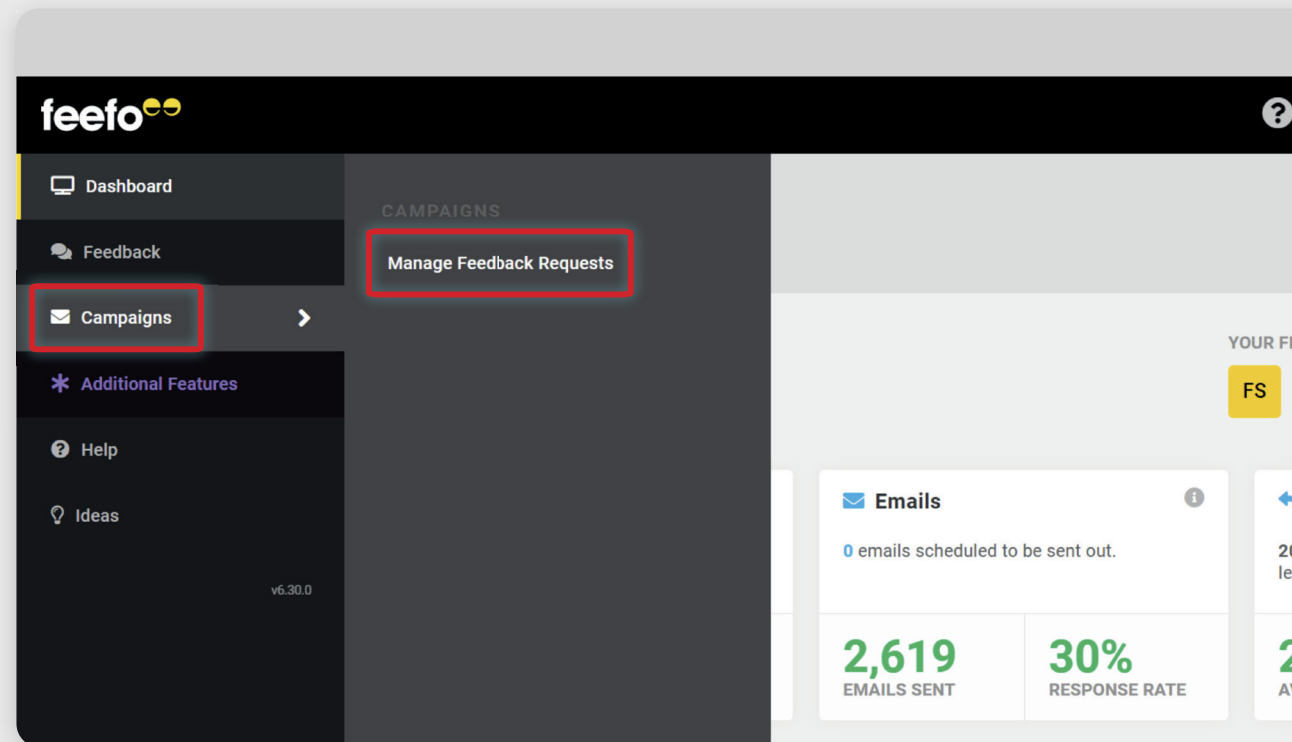 feefo
Dashboard
Feedback
Campaigns
Additional Features
Help
Ideas
v6.30.0
CAMPAIGNS
Manage Feedback Requests
YOUR
FS
Emails
0 emails scheduled to be sent out.
2,619
EMAILS SENT
30%
RESPONSE RATE